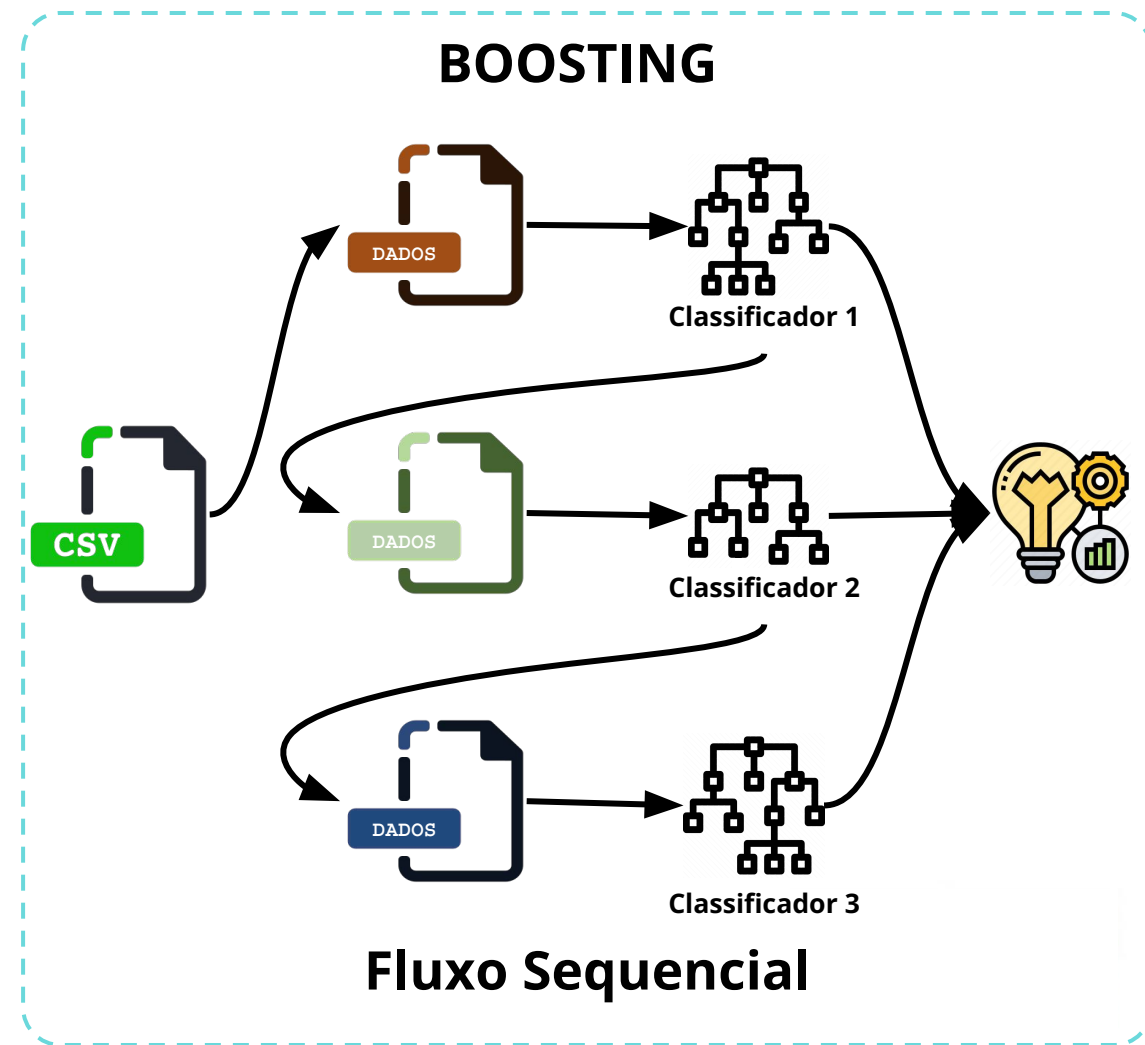 BOOSTING
DADOS
Classificador 1
CSV
DADOS
Classificador 2
DADOS
Classificador 3
Fluxo Sequencial